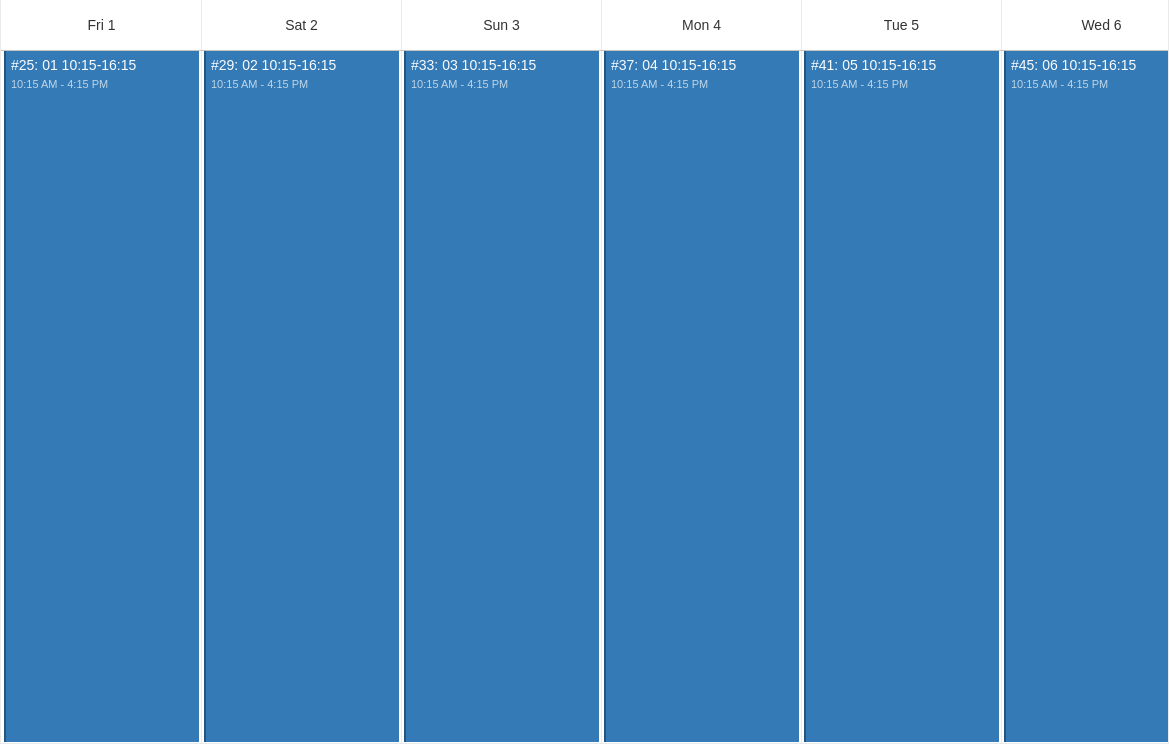 Fri 1
Sat 2
Sun 3
Mon 4
Tue 5
Wed 6
#25: 01 10:15-16:15
10:15 AM - 4:15 PM
#29: 02 10:15-16:15
10:15 AM - 4:15 PM
#33: 03 10:15-16:15
10:15 AM - 4:15 PM
#37: 04 10:15-16:15
10:15 AM - 4:15 PM
#41: 05 10:15-16:15
10:15 AM - 4:15 PM
#45: 06 10:15-16:15
10:15 AM - 4:15 PM